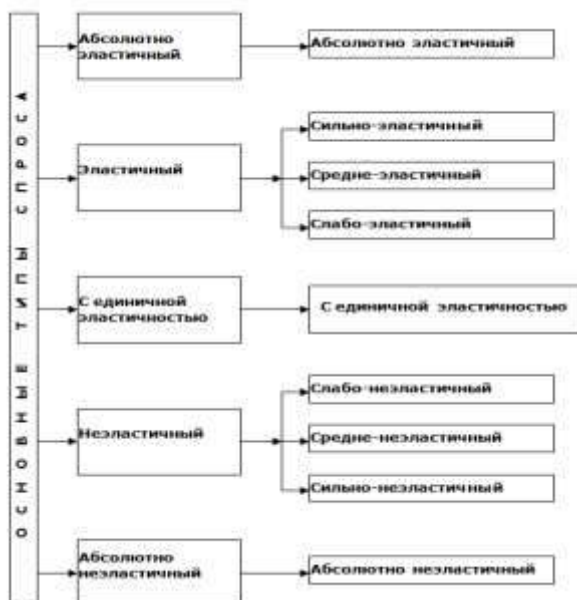 ОСНОВНЫЕ ТИПЫ СПРОСА
Абсолютно
эластичный
Абсолютно эластичный
Эластичный
Сильно-эластичный
Средне-эластичный
Слабо-эластичный
С единичной
эластичностью
С единичной эластичностью
Неэластичный
Слабо-неэластичный
Средне-неэластичный
Сильно-неэластичный
Абсолютно
неэластичный
Абсолютно неэластичный